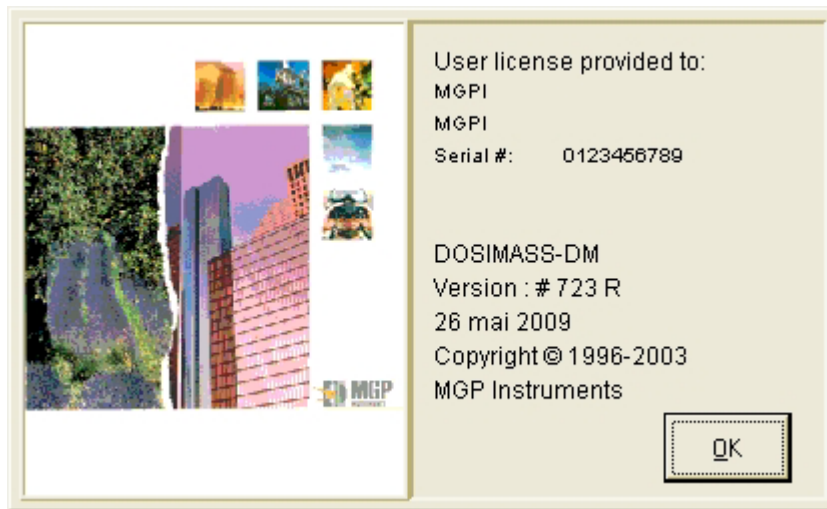 User license provided to:
MGPI
MGPI
Serial #: 0123456789
DOSIMASS-DM
Version : # 723 R
26 mai 2009
Copyright © 1996-2003
MGP Instruments
MGP
OK